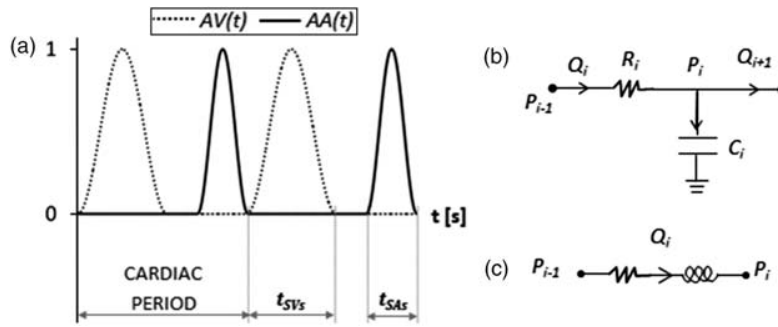 AV(t) AA(t)
(a)
1
0
t [s]
CARDIAC
PERIOD
tSVs
tSAs
(b)
Qi Ri Pi Qi+1
Pi-1
Ci
(c)
Qi
Pi-1 Pi